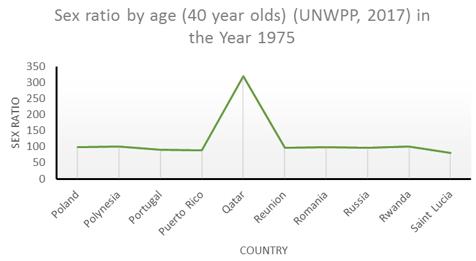 Sex ratio by age (40 year olds) (UNWPP, 2017) in
the Year 1975
350
300
250
200
150
100
50
0
SEX RATIO
Poland
Polynesia
Portugal
Puerto Rico
Qatar
Reunion
Romania
Russia
Rwanda
Saint Lucia
COUNTRY